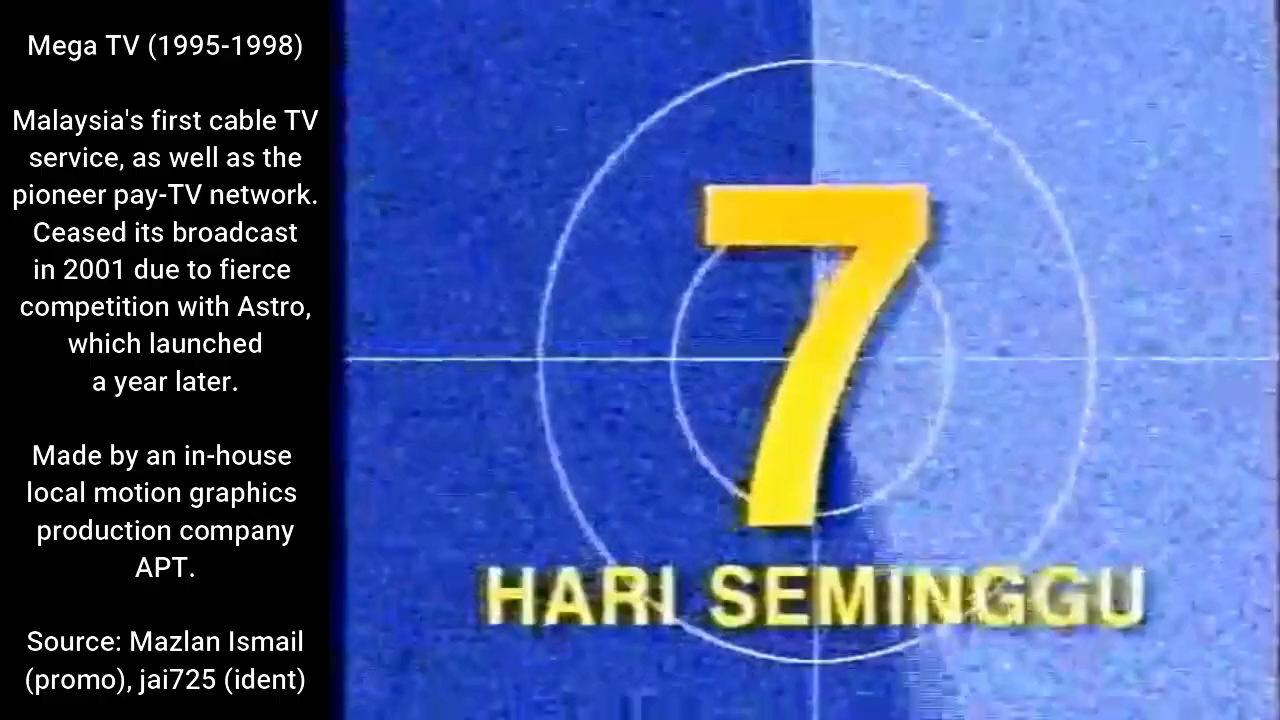 Mega TV (1995-1998)
Malaysia's first cable TV
service, as well as the
pioneer pay-TV network.
Ceased its broadcast
in 2001 due to fierce
competition with Astro,
which launched
a year later.
Made by an in-house
local motion graphics
production company
APT.
Source: Mazlan Ismail
(promo), jai725 (ident)
7
HARI SEMINGGU